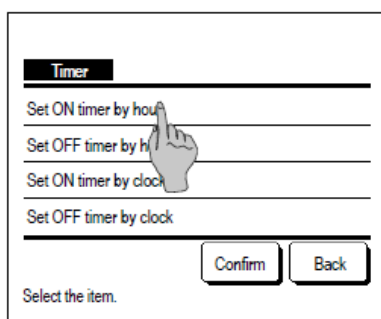 Timer
Set ON timer by hou
Set OFF timer by h
Set ON timer by clock
Set OFF timer by clock
Confirm Back
Select the item.